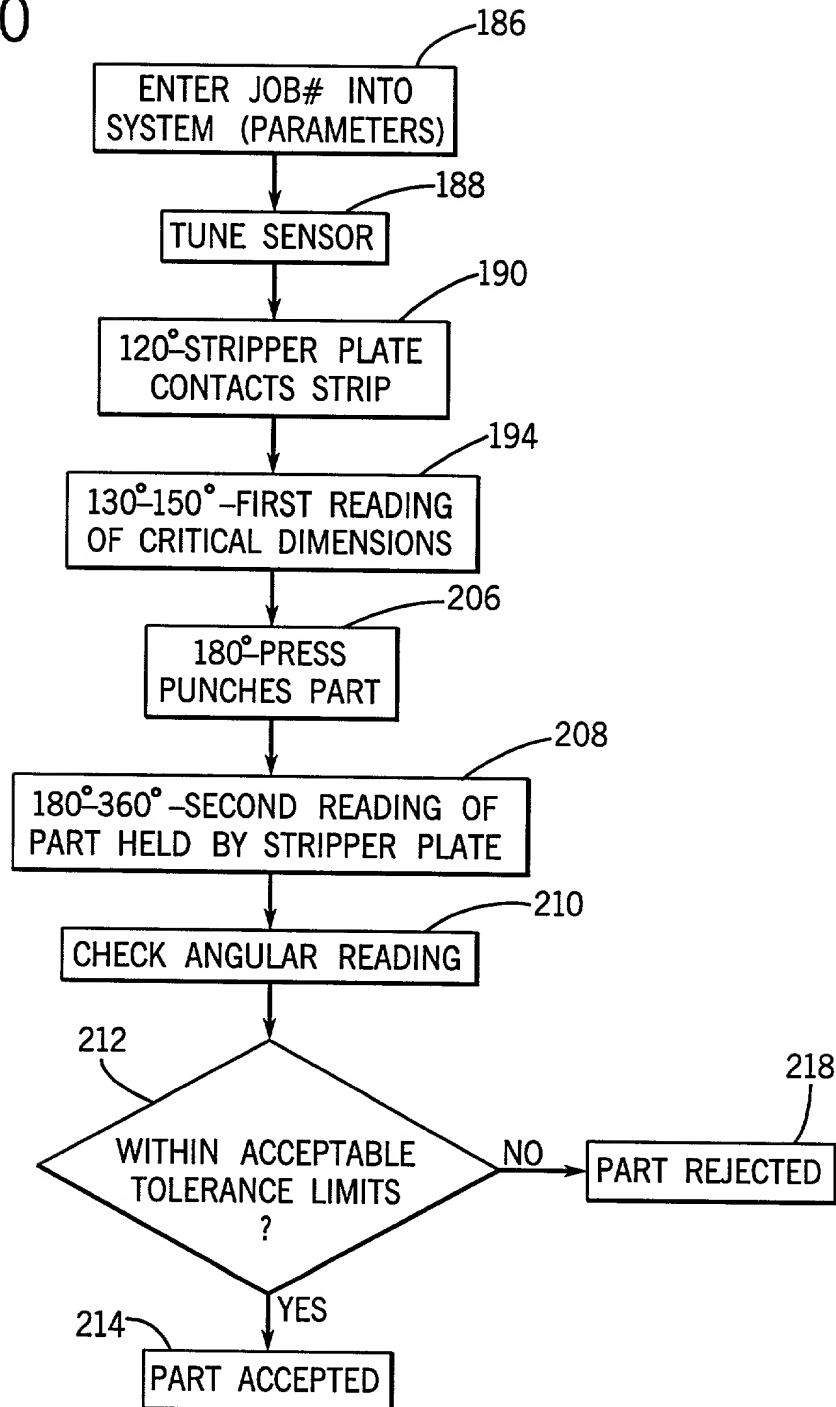 0
186
ENTER JOB# INTO
SYSTEM (PARAMETERS)
188
TUNE SENSOR
190
120°-STRIPPER PLATE
CONTACTS STRIP
194
130°-150°-FIRST READING
OF CRITICAL DIMENSIONS
206
180°-PRESS
PUNCHES PART
208
180°-360°-SECOND READING OF
PART HELD BY STRIPPER PLATE
210
CHECK ANGULAR READING
212
WITHIN ACCEPTABLE
TOLERANCE LIMITS
?
NO
218
PART REJECTED
YES
214
PART ACCEPTED